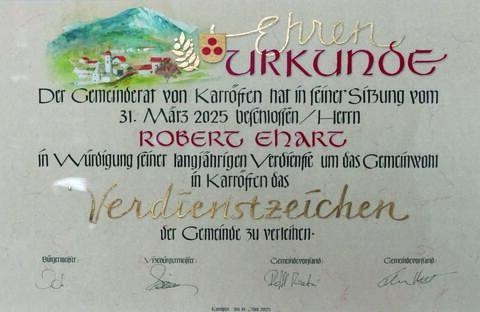 Ehren
URKUNDE
Der Gemeinderat von Karrösten hat in seiner Sitzung vom
31. März 2025 beschlossen/Herrn
ROBERT EHART
in Würdigung seiner langjährigen Verdienste um das Gemeinwohl
in Karrösten das
Verdienstzeichen
der Gemeinde zu verleihen.
Bürgermeister: Vizebürgermeister: Gemeindevorstand: Gemeindevorstand: